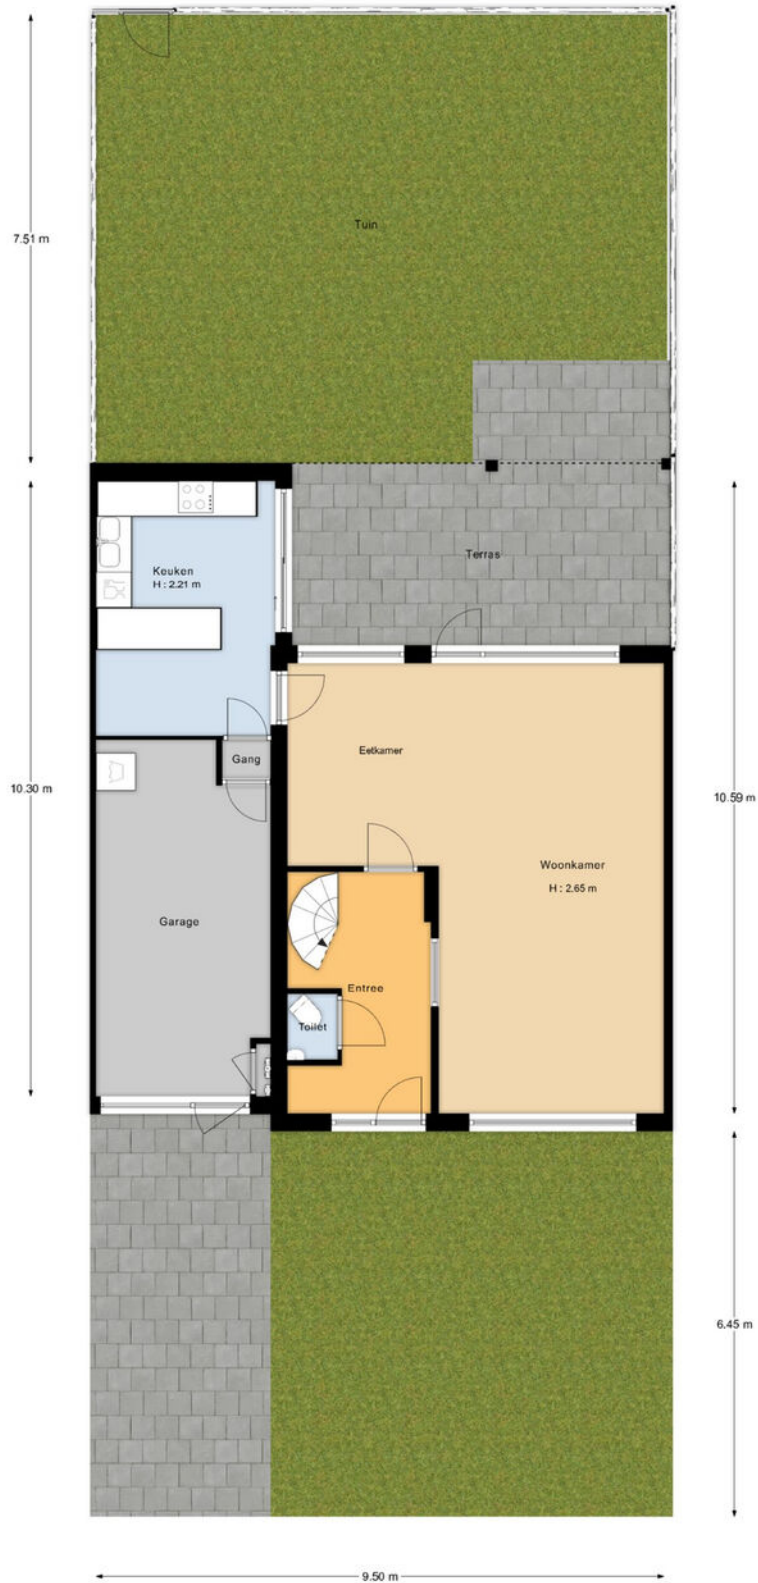 Tuin
7.51 m
Terras
Keuken
H : 2.21 m
Eetkamer
Gang
10.30 m
10.59 m
Woonkamer
H : 2.65 m
Garage
Entree
Toilet
6.45 m
9.50 m